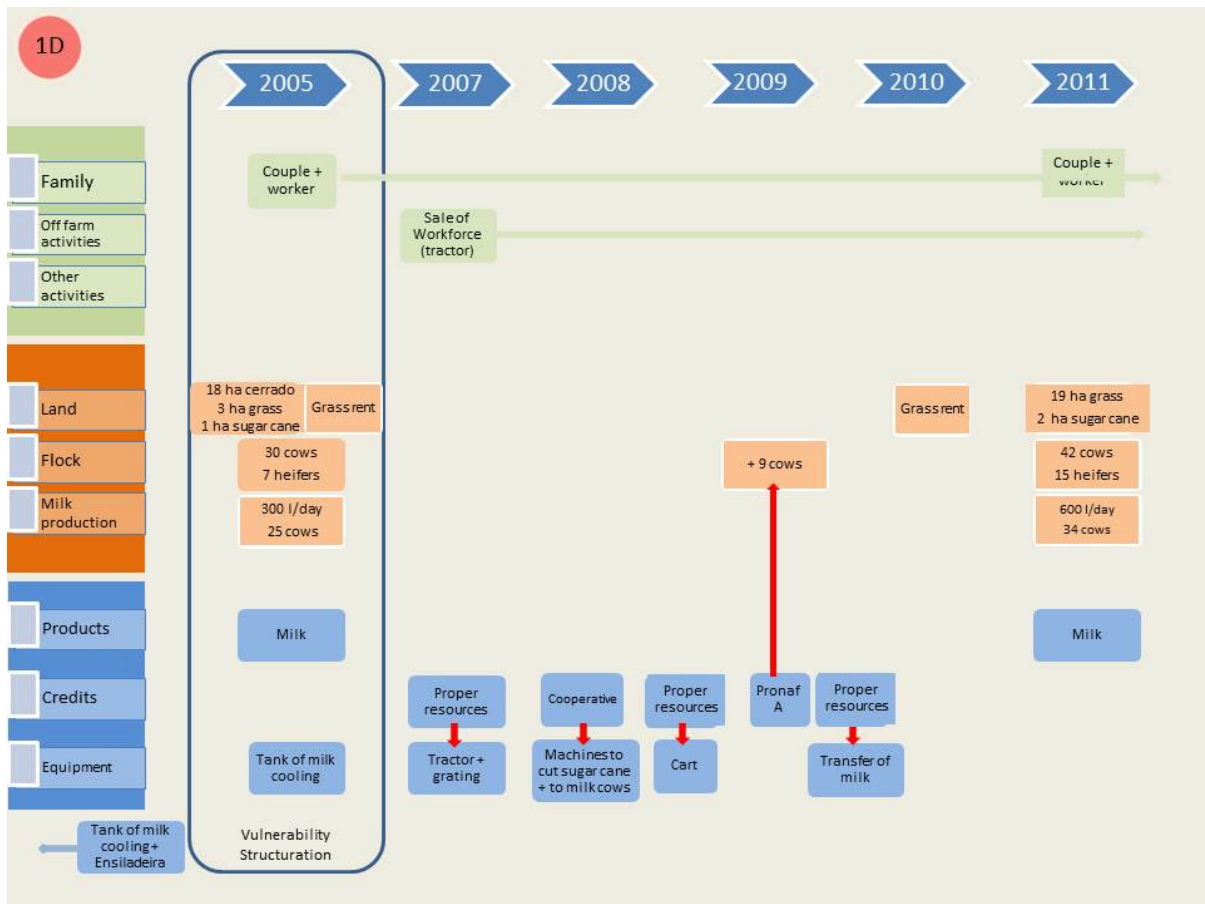 1D
2005
2007
2008
2009
2010
2011
Family
Couple +
worker
Couple +
worker
Off farm
activities
Sale of
Workforce
(tractor)
Other
activities
Land
18 ha cerrado
3 ha grass
1 ha sugar cane
Grass rent
Grass rent
19 ha grass
2 ha sugar cane
Flock
30 cows
7 heifers
+ 9 cows
42 cows
15 heifers
Milk
production
300 l/day
25 cows
600 l/day
34 cows
Products
Milk
Milk
Credits
Proper
resources
Cooperative
Proper
resources
Pronaf
A
Proper
resources
Equipment
Tank of milk
cooling
Tractor +
grating
Machines to
cut sugar cane
+ to milk cows
Cart
Transfer of
milk
Tank of milk
cooling+
Ensiladeira
Vulnerability
Structuration